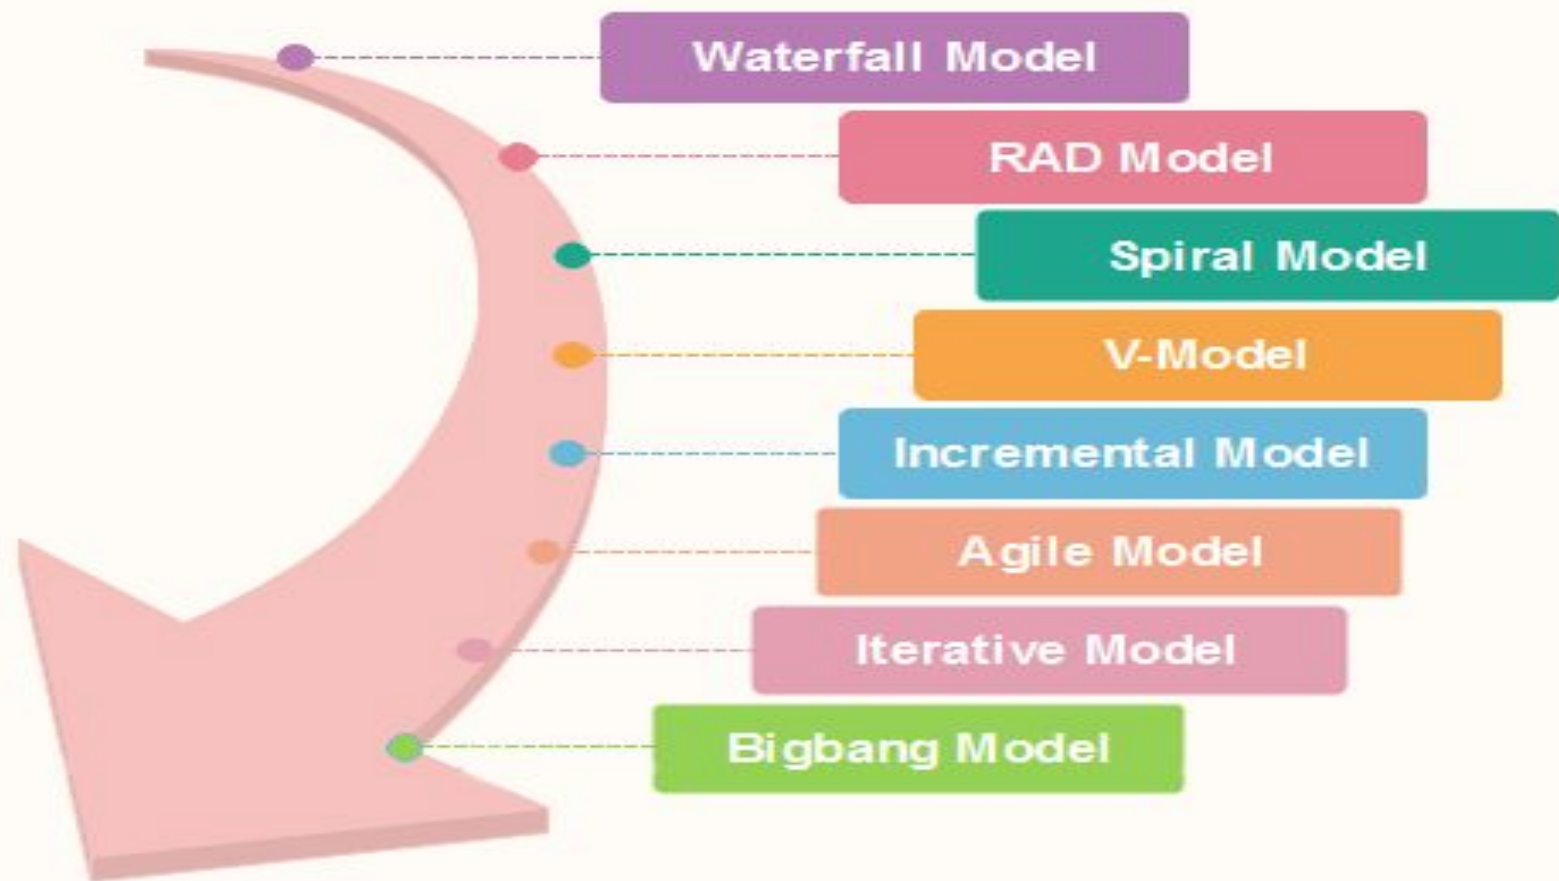 Waterfall Model
RAD Model
Spiral Model
V-Model
Incremental Model
Agile Model
Iterative Model
Bigbang Model